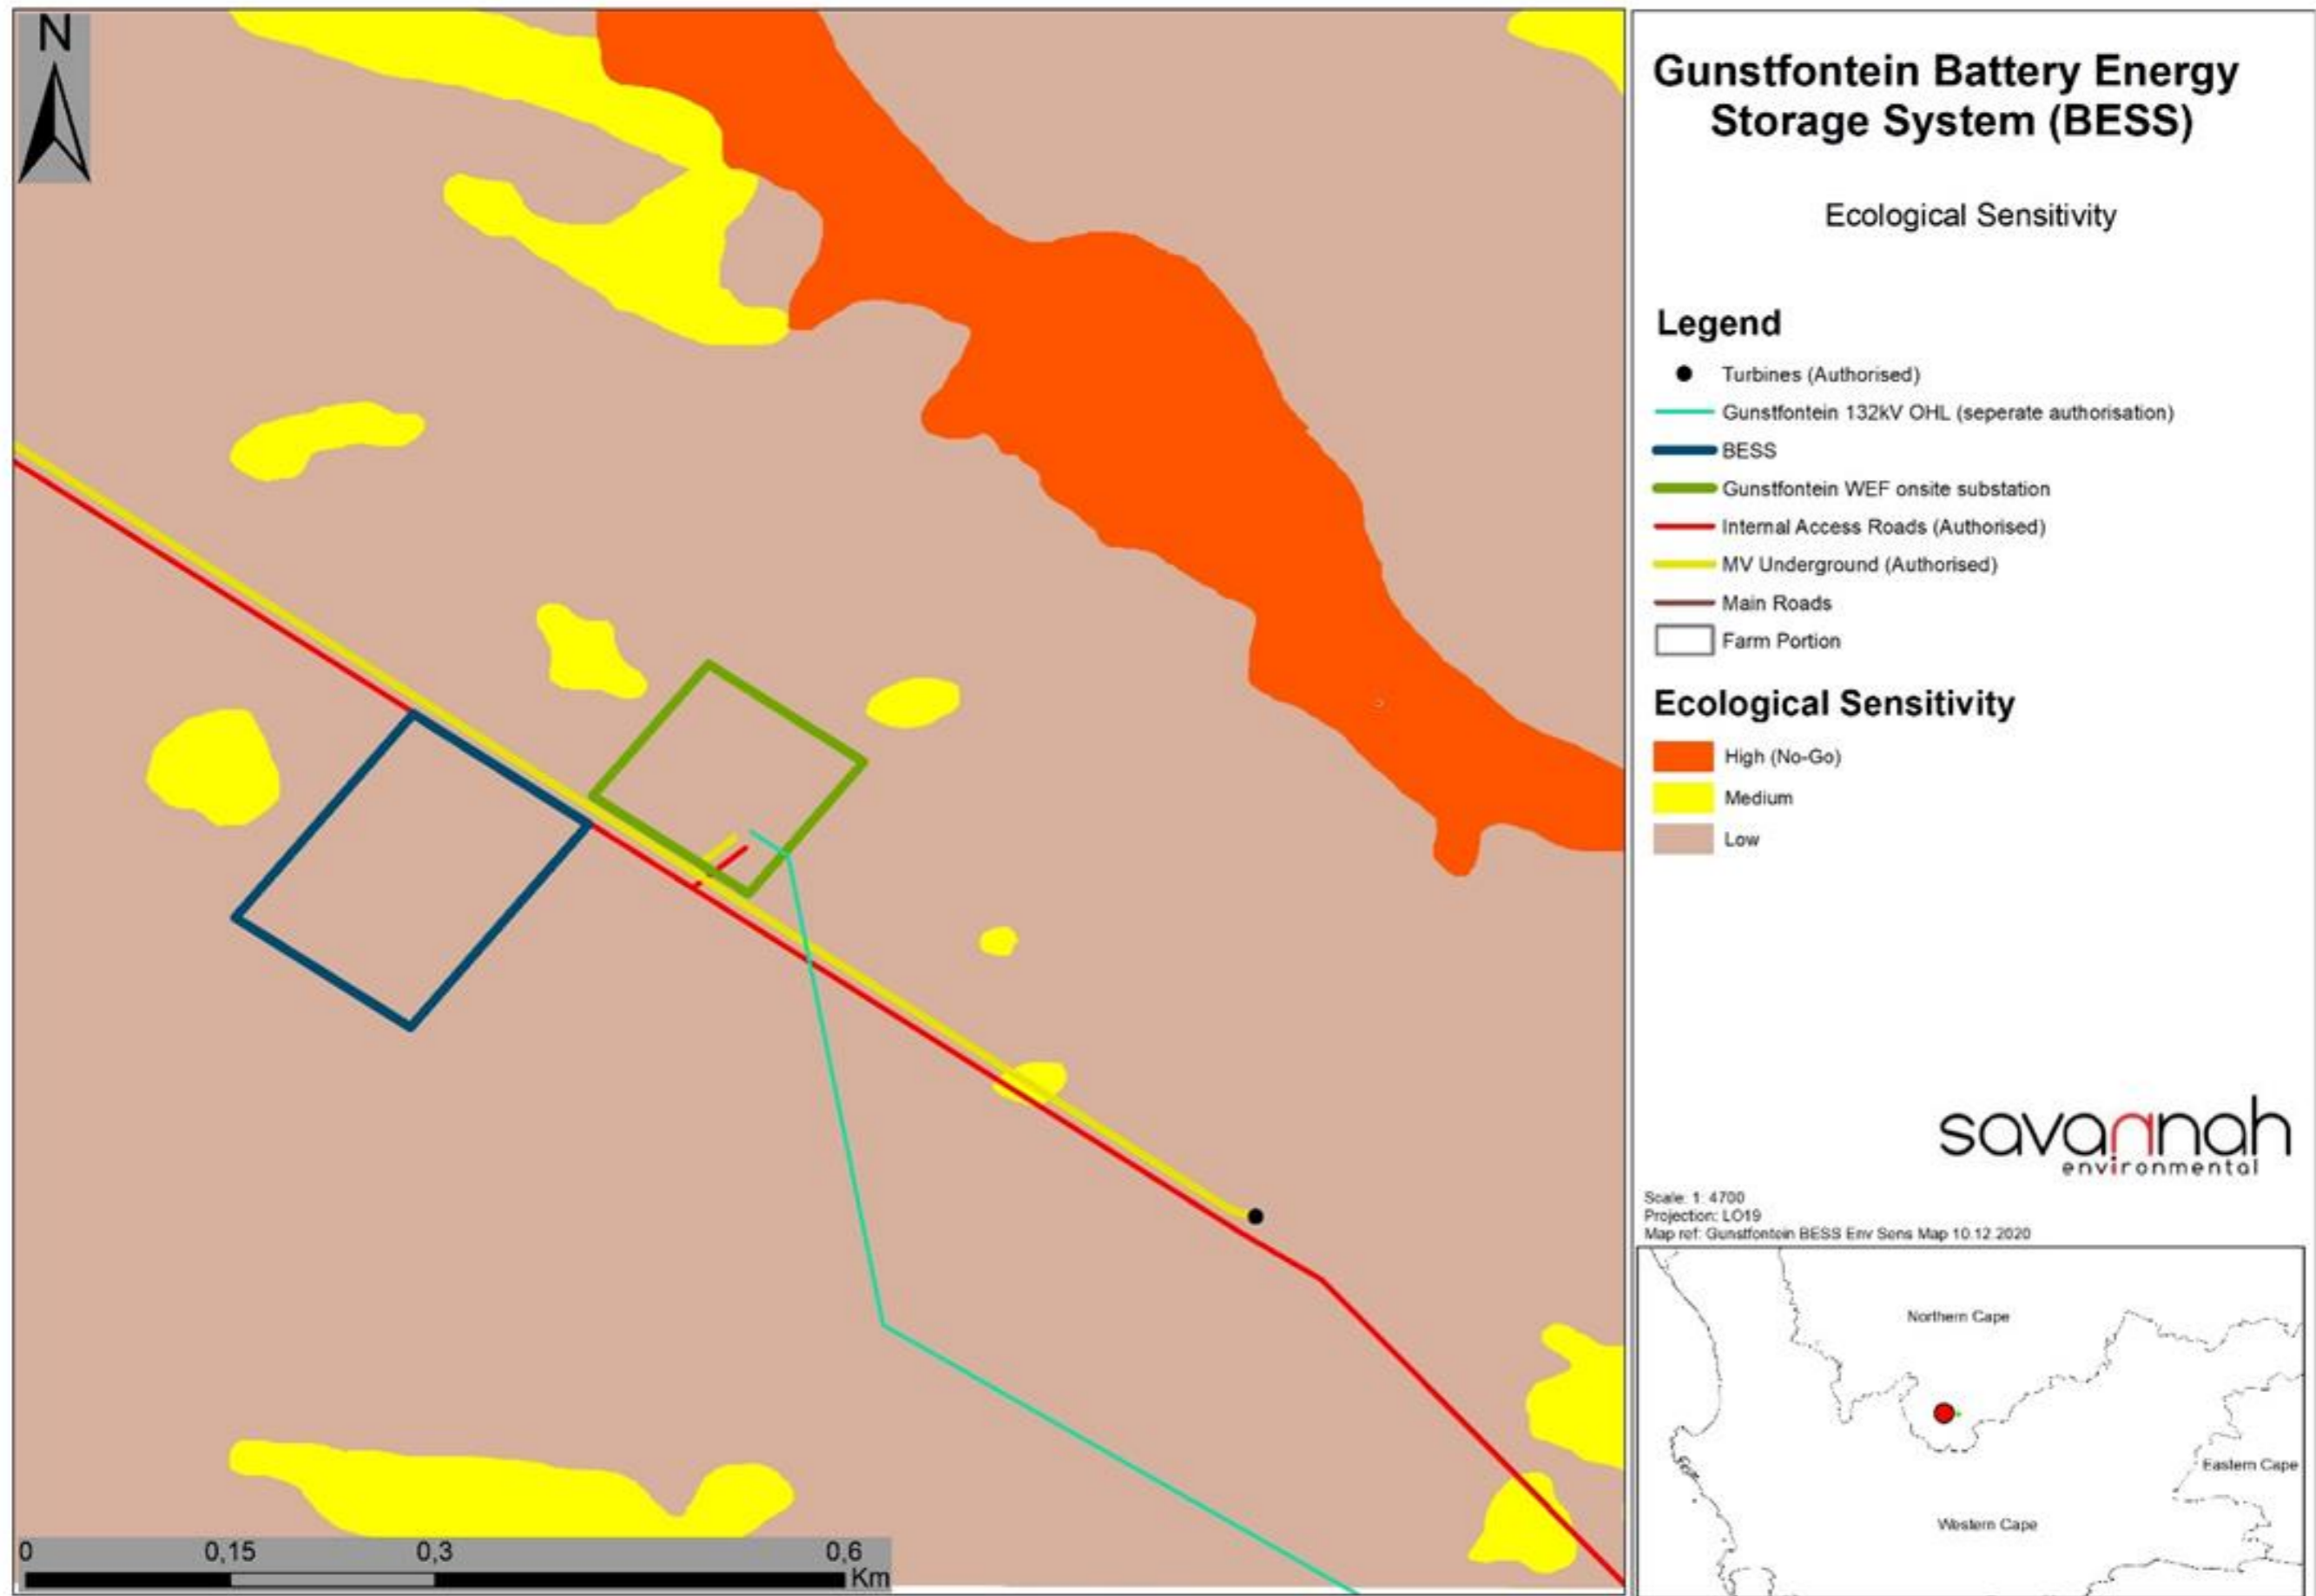 N
0 0,15 0,3 0,6
Km
Gunstfontein Battery Energy
Storage System (BESS)
Ecological Sensitivity
Legend
Turbines (Authorised)
Gunstfontein 132kV OHL (seperate authorisation)
BESS
Gunstfontein WEF onsite substation
Internal Access Roads (Authorised)
MV Underground (Authorised)
Main Roads
Farm Portion
Ecological Sensitivity
High (No-Go)
Medium
Low
savannah
environmental
Scale: 1: 4700
Projection: LO19
Map ref: Gunstfontein BESS Env Sens Map 10.12.2020
Northern Cape
Eastern Cape
Western Cape